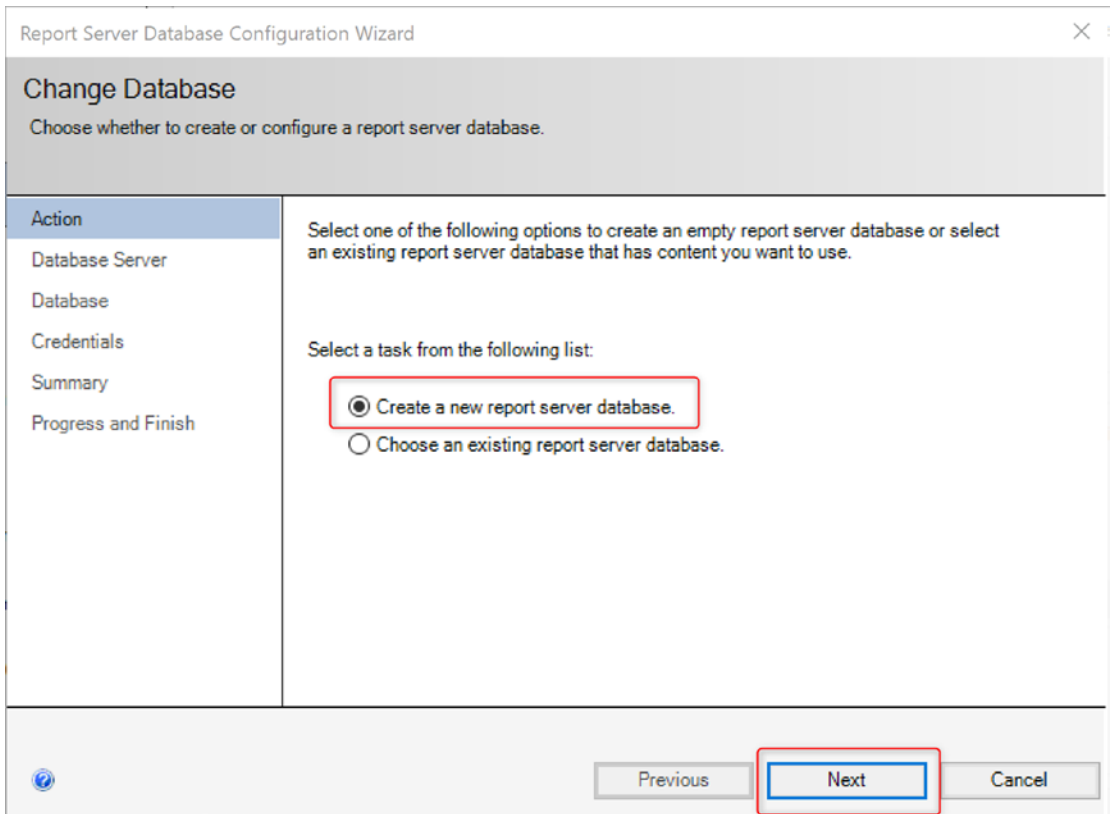 Report Server Database Configuration Wizard
Change Database
Choose whether to create or configure a report server database.
Action
Database Server
Database
Credentials
Summary
Progress and Finish
Select one of the following options to create an empty report server database or select
an existing report server database that has content you want to use.
Select a task from the following list:
Create a new report server database.
Choose an existing report server database.
?
Previous
Next
Cancel